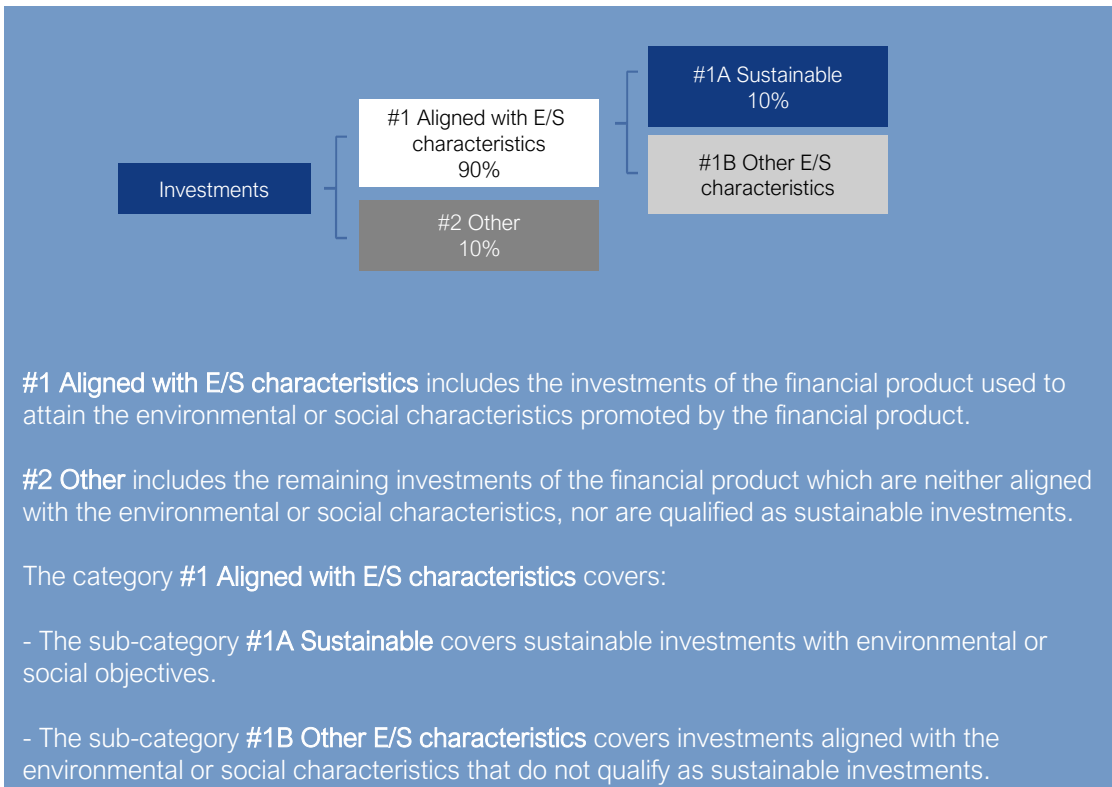 #1A Sustainable
10%
#1 Aligned with E/S
characteristics
90%
#1B Other E/S
characteristics
Investments
#2 Other
10%
#1 Aligned with E/S characteristics includes the investments of the financial product used to
attain the environmental or social characteristics promoted by the financial product.
#2 Other includes the remaining investments of the financial product which are neither aligned
with the environmental or social characteristics, nor are qualified as sustainable investments.
The category #1 Aligned with E/S characteristics covers:
- The sub-category #1A Sustainable covers sustainable investments with environmental or
social objectives.
- The sub-category #1B Other E/S characteristics covers investments aligned with the
environmental or social characteristics that do not qualify as sustainable investments.